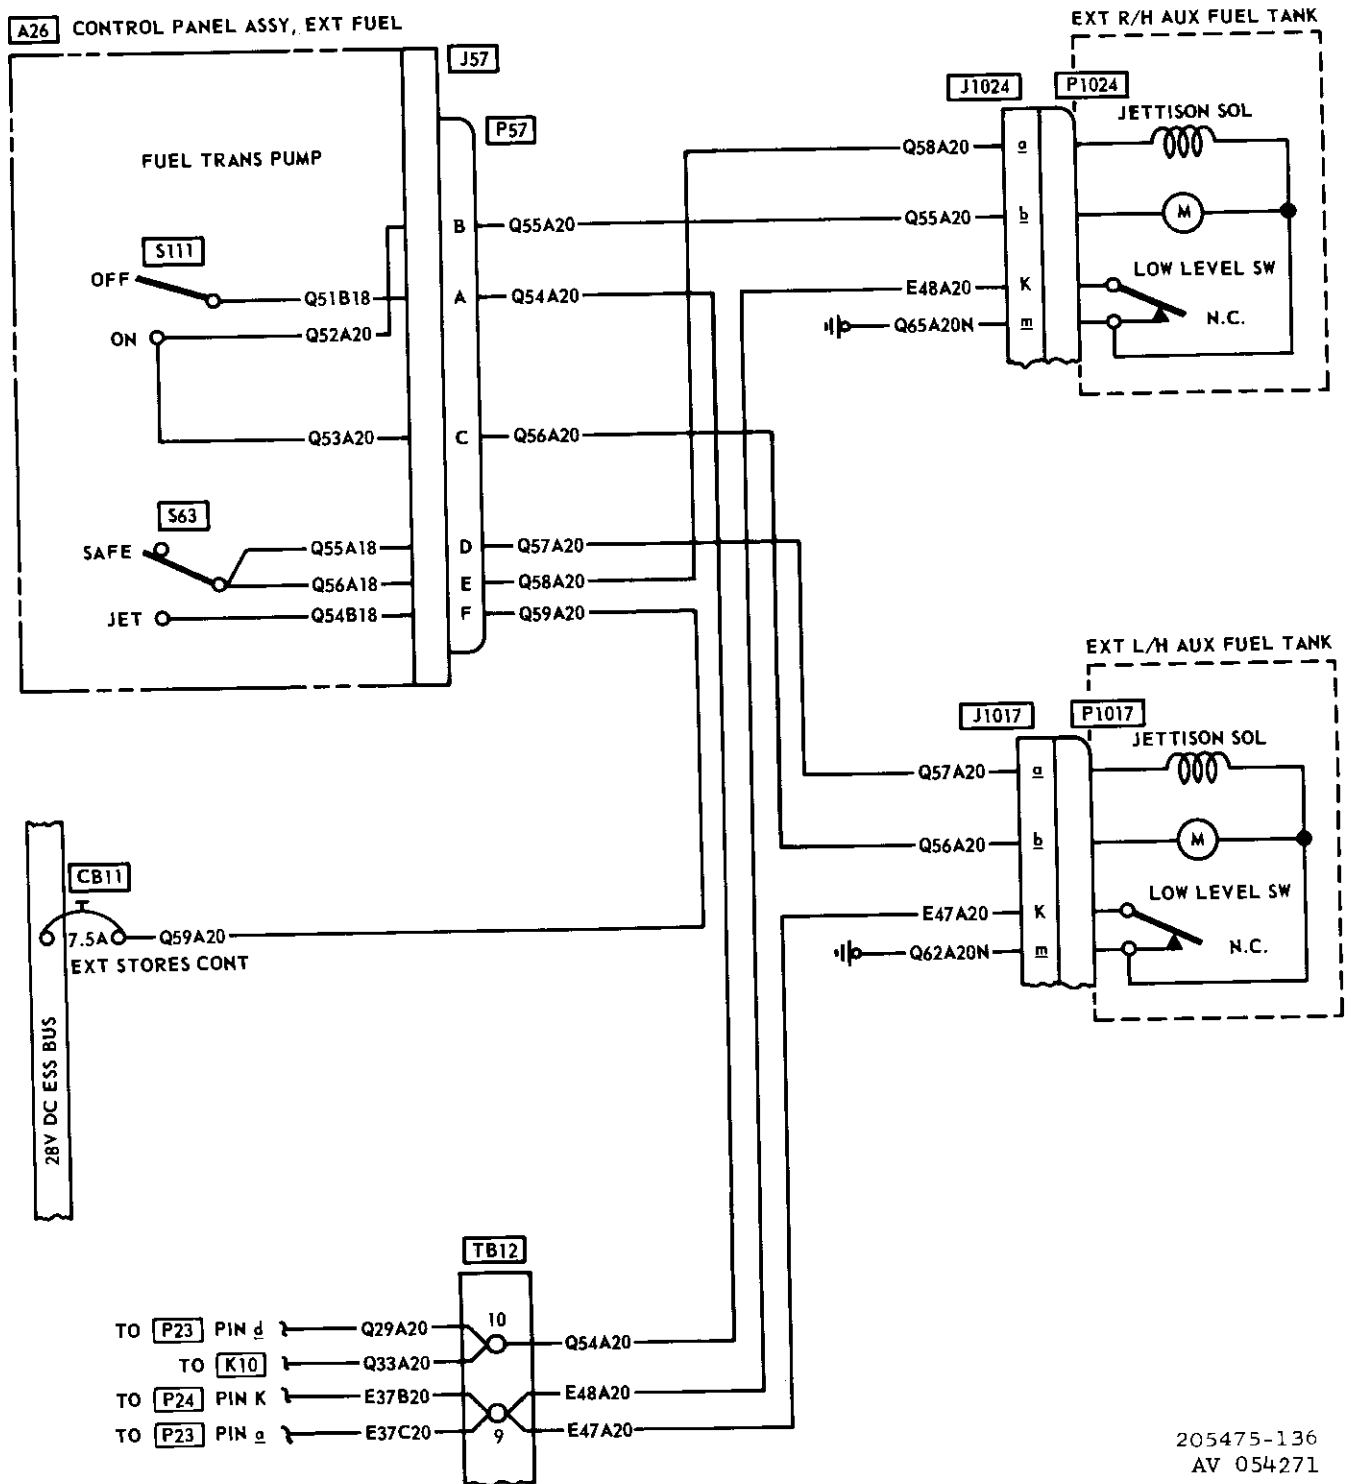 A26 CONTROL PANEL ASSY, EXT FUEL
J57
P57
FUEL TRANS PUMP
S111
OFF
Q51B18
ON
Q52A20
Q53A20
S63
SAFE
Q55A18
Q56A18
JET
Q54B18
B
Q55A20
A
Q54A20
C
Q56A20
D
Q57A20
E
Q58A20
F
Q59A20
EXT R/H AUX FUEL TANK
J1024
P1024
JETTISON SOL
Q58A20
a
Q55A20
b
M
LOW LEVEL SW
E48A20
K
N.C.
Q65A20N
m
EXT L/H AUX FUEL TANK
J1017
P1017
JETTISON SOL
Q57A20
a
Q56A20
b
M
LOW LEVEL SW
E47A20
K
N.C.
Q62A20N
m
CB11
7.5A
Q59A20
EXT STORES CONT
28V DC ESS BUS
TB12
10
TO P23 PIN d
Q29A20
Q54A20
TO K10
Q33A20
TO P24 PIN K
E37B20
E48A20
TO P23 PIN a
E37C20
9
E47A20
205475-136
AV 054271